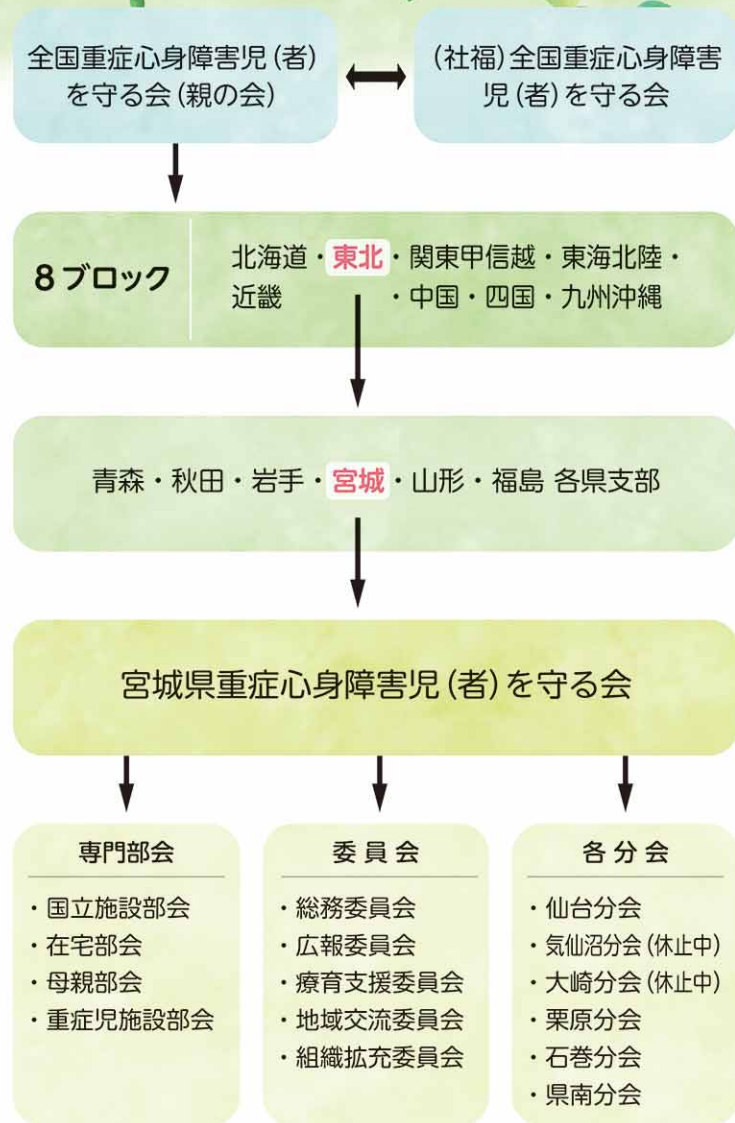 全国重症心身障害児(者)
を守る会(親の会)
(社福)全国重症心身障害
児(者)を守る会
8ブロック
北海道・東北・関東甲信越・東海北陸・
近畿　　　・中国・四国・九州沖縄
青森・秋田・岩手・宮城・山形・福島 各県支部
宮城県重症心身障害児(者)を守る会
専門部会
・国立施設部会
・在宅部会
・母親部会
・重症児施設部会
委員会
・総務委員会
・広報委員会
・療育支援委員会
・地域交流委員会
・組織拡充委員会
各分会
・仙台分会
・気仙沼分会(休止中)
・大崎分会(休止中)
・栗原分会
・石巻分会
・県南分会